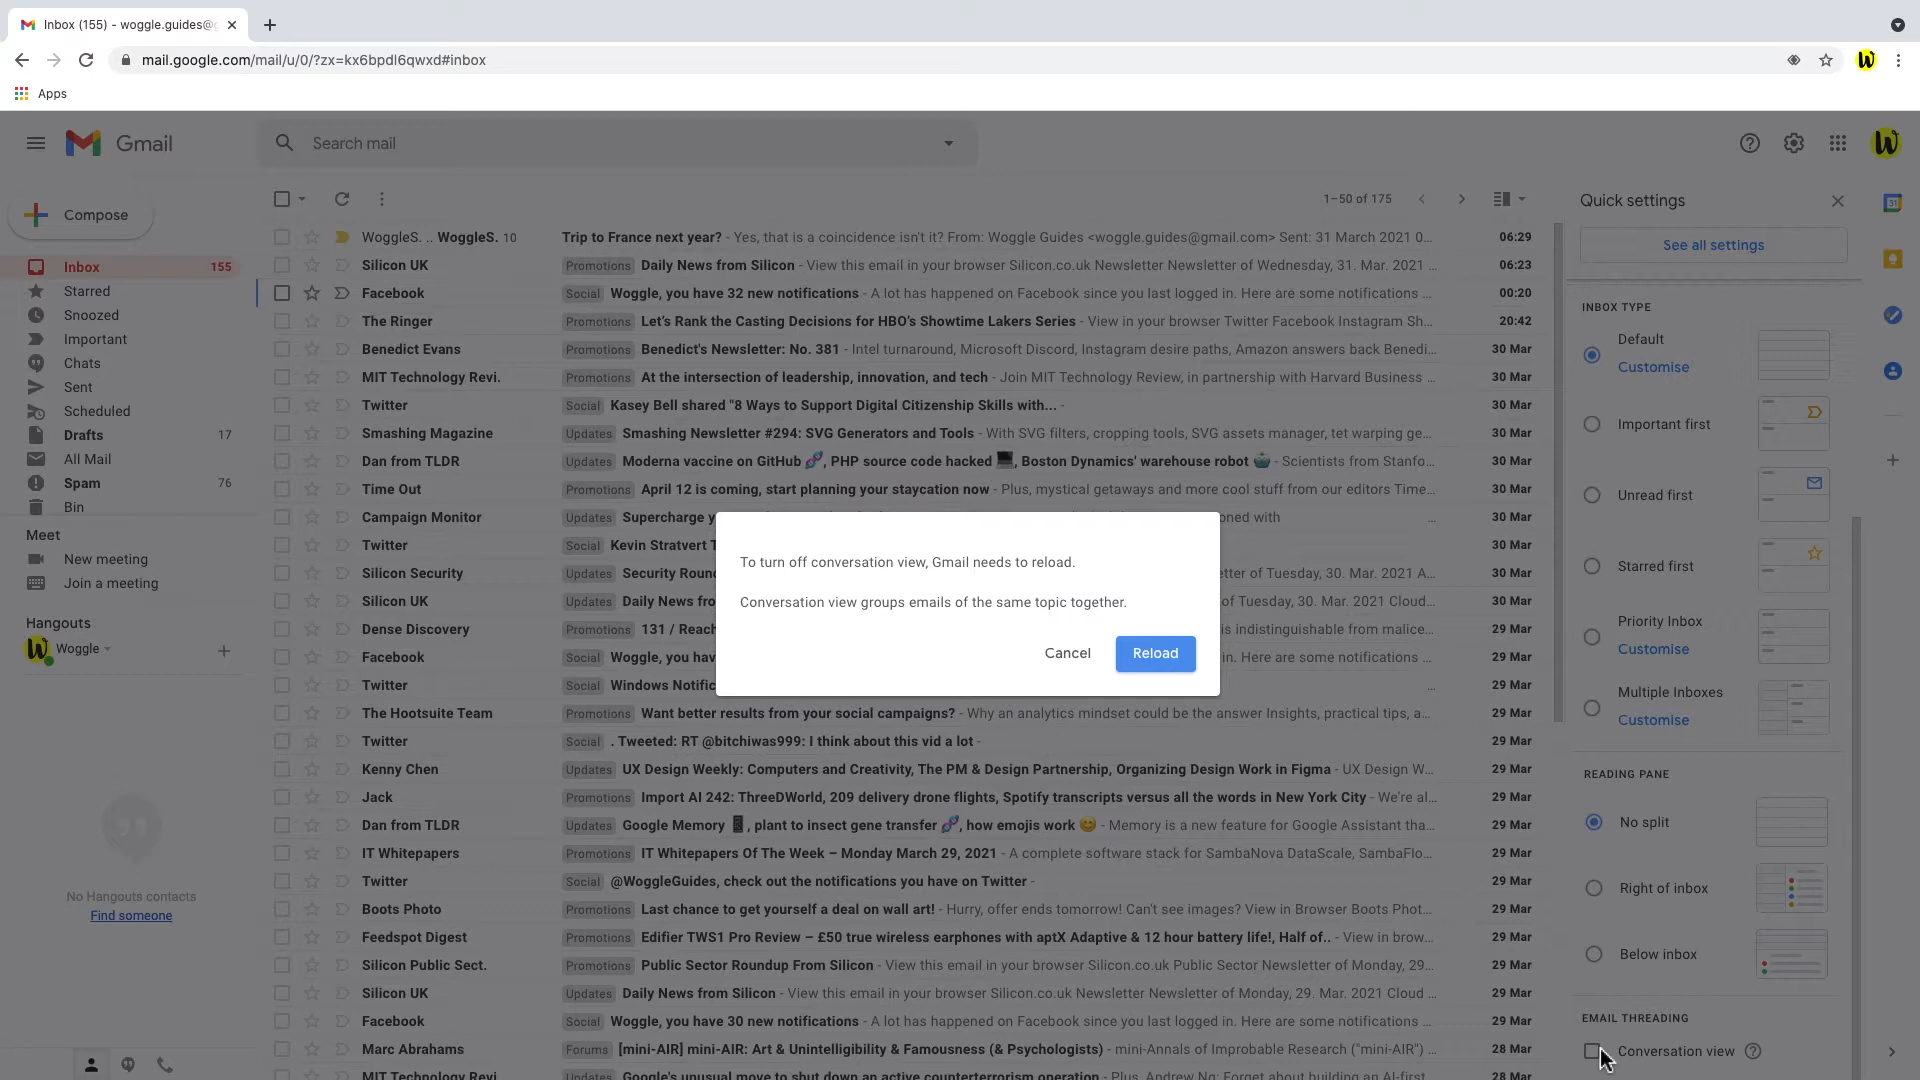 Inbox (155) - woggle.guides@g
mail.google.com/mail/u/0/?zx=kx6bpdl6qwxd#inbox
Apps
Gmail
Search mail
Compose
1–50 of 175
Quick settings
See all settings
Inbox 155
Starred
Snoozed
Important
Chats
Sent
Scheduled
Drafts 17
All Mail
Spam 76
Bin
Meet
New meeting
Join a meeting
Hangouts
Woggle
No Hangouts contacts
Find someone
WoggleS. .. WoggleS. 10 Trip to France next year? - Yes, that is a coincidence isn't it? From: Woggle Guides <woggle.guides@gmail.com> Sent: 31 March 2021 0… 06:29
Silicon UK Promotions Daily News from Silicon - View this email in your browser Silicon.co.uk Newsletter Newsletter of Wednesday, 31. Mar. 2021 … 06:23
Facebook Social Woggle, you have 32 new notifications - A lot has happened on Facebook since you last logged in. Here are some notifications … 00:20
The Ringer Promotions Let's Rank the Casting Decisions for HBO's Showtime Lakers Series - View in your browser Twitter Facebook Instagram Sh… 20:42
Benedict Evans Promotions Benedict's Newsletter: No. 381 - Intel turnaround, Microsoft Discord, Instagram desire paths, Amazon answers back Benedi… 30 Mar
MIT Technology Revi. Promotions At the intersection of leadership, innovation, and tech - Join MIT Technology Review, in partnership with Harvard Business … 30 Mar
Twitter Social Kasey Bell shared "8 Ways to Support Digital Citizenship Skills with... - 30 Mar
Smashing Magazine Updates Smashing Newsletter #294: SVG Generators and Tools - With SVG filters, cropping tools, SVG assets manager, tet warping ge… 30 Mar
Dan from TLDR Updates Moderna vaccine on GitHub 🧬, PHP source code hacked 💻, Boston Dynamics' warehouse robot 🤖 - Scientists from Stanfo… 30 Mar
Time Out Promotions April 12 is coming, start planning your staycation now - Plus, mystical getaways and more cool stuff from our editors Time… 30 Mar
Campaign Monitor Updates Supercharge y oned with … 30 Mar
Twitter Social Kevin Stratvert T 30 Mar
Silicon Security Updates Security Roun etter of Tuesday, 30. Mar. 2021 A… 30 Mar
Silicon UK Updates Daily News fro of Tuesday, 30. Mar. 2021 Cloud… 30 Mar
Dense Discovery Promotions 131 / Reach is indistinguishable from malice… 29 Mar
Facebook Social Woggle, you hav in. Here are some notifications … 29 Mar
Twitter Social Windows Notific … 29 Mar
The Hootsuite Team Promotions Want better results from your social campaigns? - Why an analytics mindset could be the answer Insights, practical tips, a… 29 Mar
Twitter Social . Tweeted: RT @bitchiwas999: I think about this vid a lot - 29 Mar
Kenny Chen Updates UX Design Weekly: Computers and Creativity, The PM & Design Partnership, Organizing Design Work in Figma - UX Design W… 29 Mar
Jack Promotions Import AI 242: ThreeDWorld, 209 delivery drone flights, Spotify transcripts versus all the words in New York City - We're al… 29 Mar
Dan from TLDR Updates Google Memory 📱, plant to insect gene transfer 🧬, how emojis work 😊 - Memory is a new feature for Google Assistant tha… 29 Mar
IT Whitepapers Promotions IT Whitepapers Of The Week – Monday March 29, 2021 - A complete software stack for SambaNova DataScale, SambaFlo… 29 Mar
Twitter Social @WoggleGuides, check out the notifications you have on Twitter - 29 Mar
Boots Photo Promotions Last chance to get yourself a deal on wall art! - Hurry, offer ends tomorrow! Can't see images? View in Browser Boots Phot… 29 Mar
Feedspot Digest Promotions Edifier TWS1 Pro Review – £50 true wireless earphones with aptX Adaptive & 12 hour battery life!, Half of.. - View in brow… 29 Mar
Silicon Public Sect. Promotions Public Sector Roundup From Silicon - View this email in your browser Silicon.co.uk Public Sector Newsletter of Monday, 29… 29 Mar
Silicon UK Updates Daily News from Silicon - View this email in your browser Silicon.co.uk Newsletter Newsletter of Monday, 29. Mar. 2021 Cloud … 29 Mar
Facebook Social Woggle, you have 30 new notifications - A lot has happened on Facebook since you last logged in. Here are some notifications … 29 Mar
Marc Abrahams Forums [mini-AIR] mini-AIR: Art & Unintelligibility & Famousness (& Psychologists) - mini-Annals of Improbable Research ("mini-AIR") … 28 Mar
MIT Technology Revi. Promotions Google's unusual move to shut down an active counterterrorism operation - Plus, Andrew Ng: Forget about building an AI-first… 28 Mar
To turn off conversation view, Gmail needs to reload.
Conversation view groups emails of the same topic together.
Cancel Reload
INBOX TYPE
Default
Customise
Important first
Unread first
Starred first
Priority Inbox
Customise
Multiple Inboxes
Customise
READING PANE
No split
Right of inbox
Below inbox
EMAIL THREADING
Conversation view
31